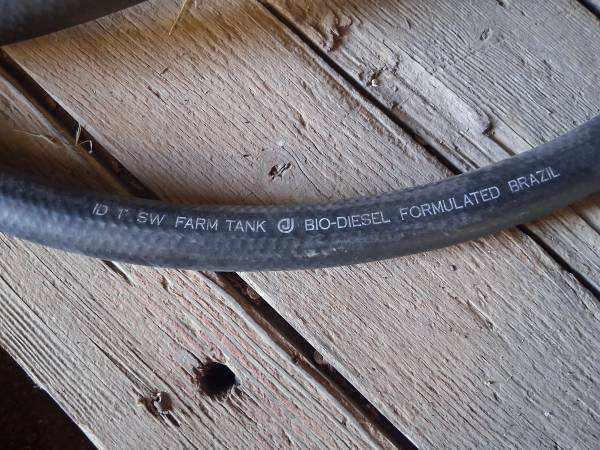 ID 1" SW FARM TANK BIO-DIESEL FORMULATED BRAZIL